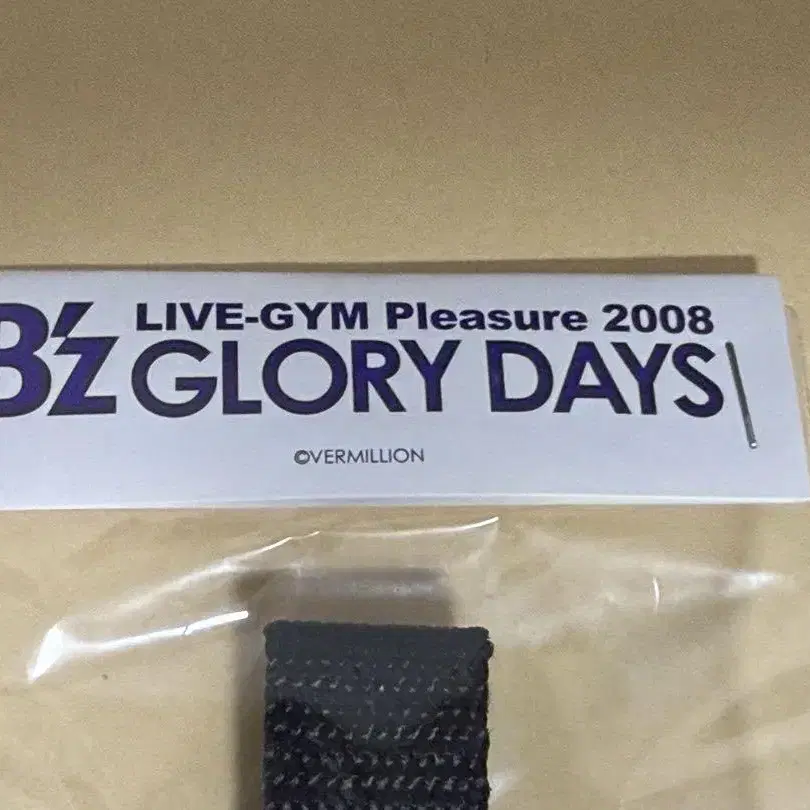 B'z LIVE-GYM Pleasure 2008
GLORY DAYS
©VERMILLION